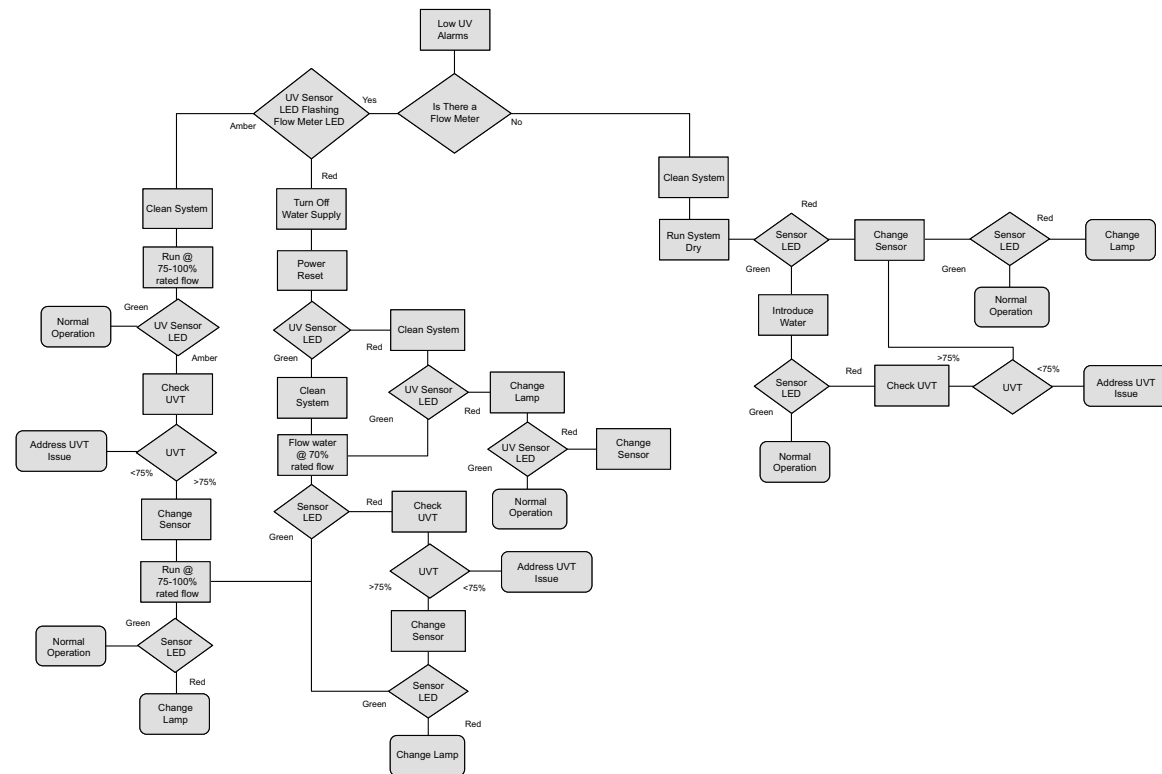 Low UV
Alarms
UV Sensor
LED Flashing
Flow Meter LED
Yes
Is There a
Flow Meter
No
Amber
Red
Clean System
Turn Off
Water Supply
Clean System
Run @
75-100%
rated flow
Power
Reset
Run System
Dry
Sensor
LED
Red
Green
Change
Sensor
Sensor
LED
Red
Green
Change
Lamp
Normal
Operation
Introduce
Water
Green
Normal
Operation
UV Sensor
LED
Amber
UV Sensor
LED
Red
Green
Clean System
Check
UVT
Clean
System
UV Sensor
LED
Red
Green
Change
Lamp
Sensor
LED
Red
Green
Check UVT
>75%
UVT
<75%
Address UVT
Issue
Normal
Operation
Address UVT
Issue
UVT
<75%
>75%
Flow water
@ 70%
rated flow
UV Sensor
LED
Red
Green
Change
Sensor
Normal
Operation
Change
Sensor
Sensor
LED
Red
Green
Check
UVT
Run @
75-100%
rated flow
UVT
>75%
<75%
Address UVT
Issue
Green
Normal
Operation
Sensor
LED
Red
Change
Lamp
Change
Sensor
Sensor
LED
Green
Red
Change Lamp